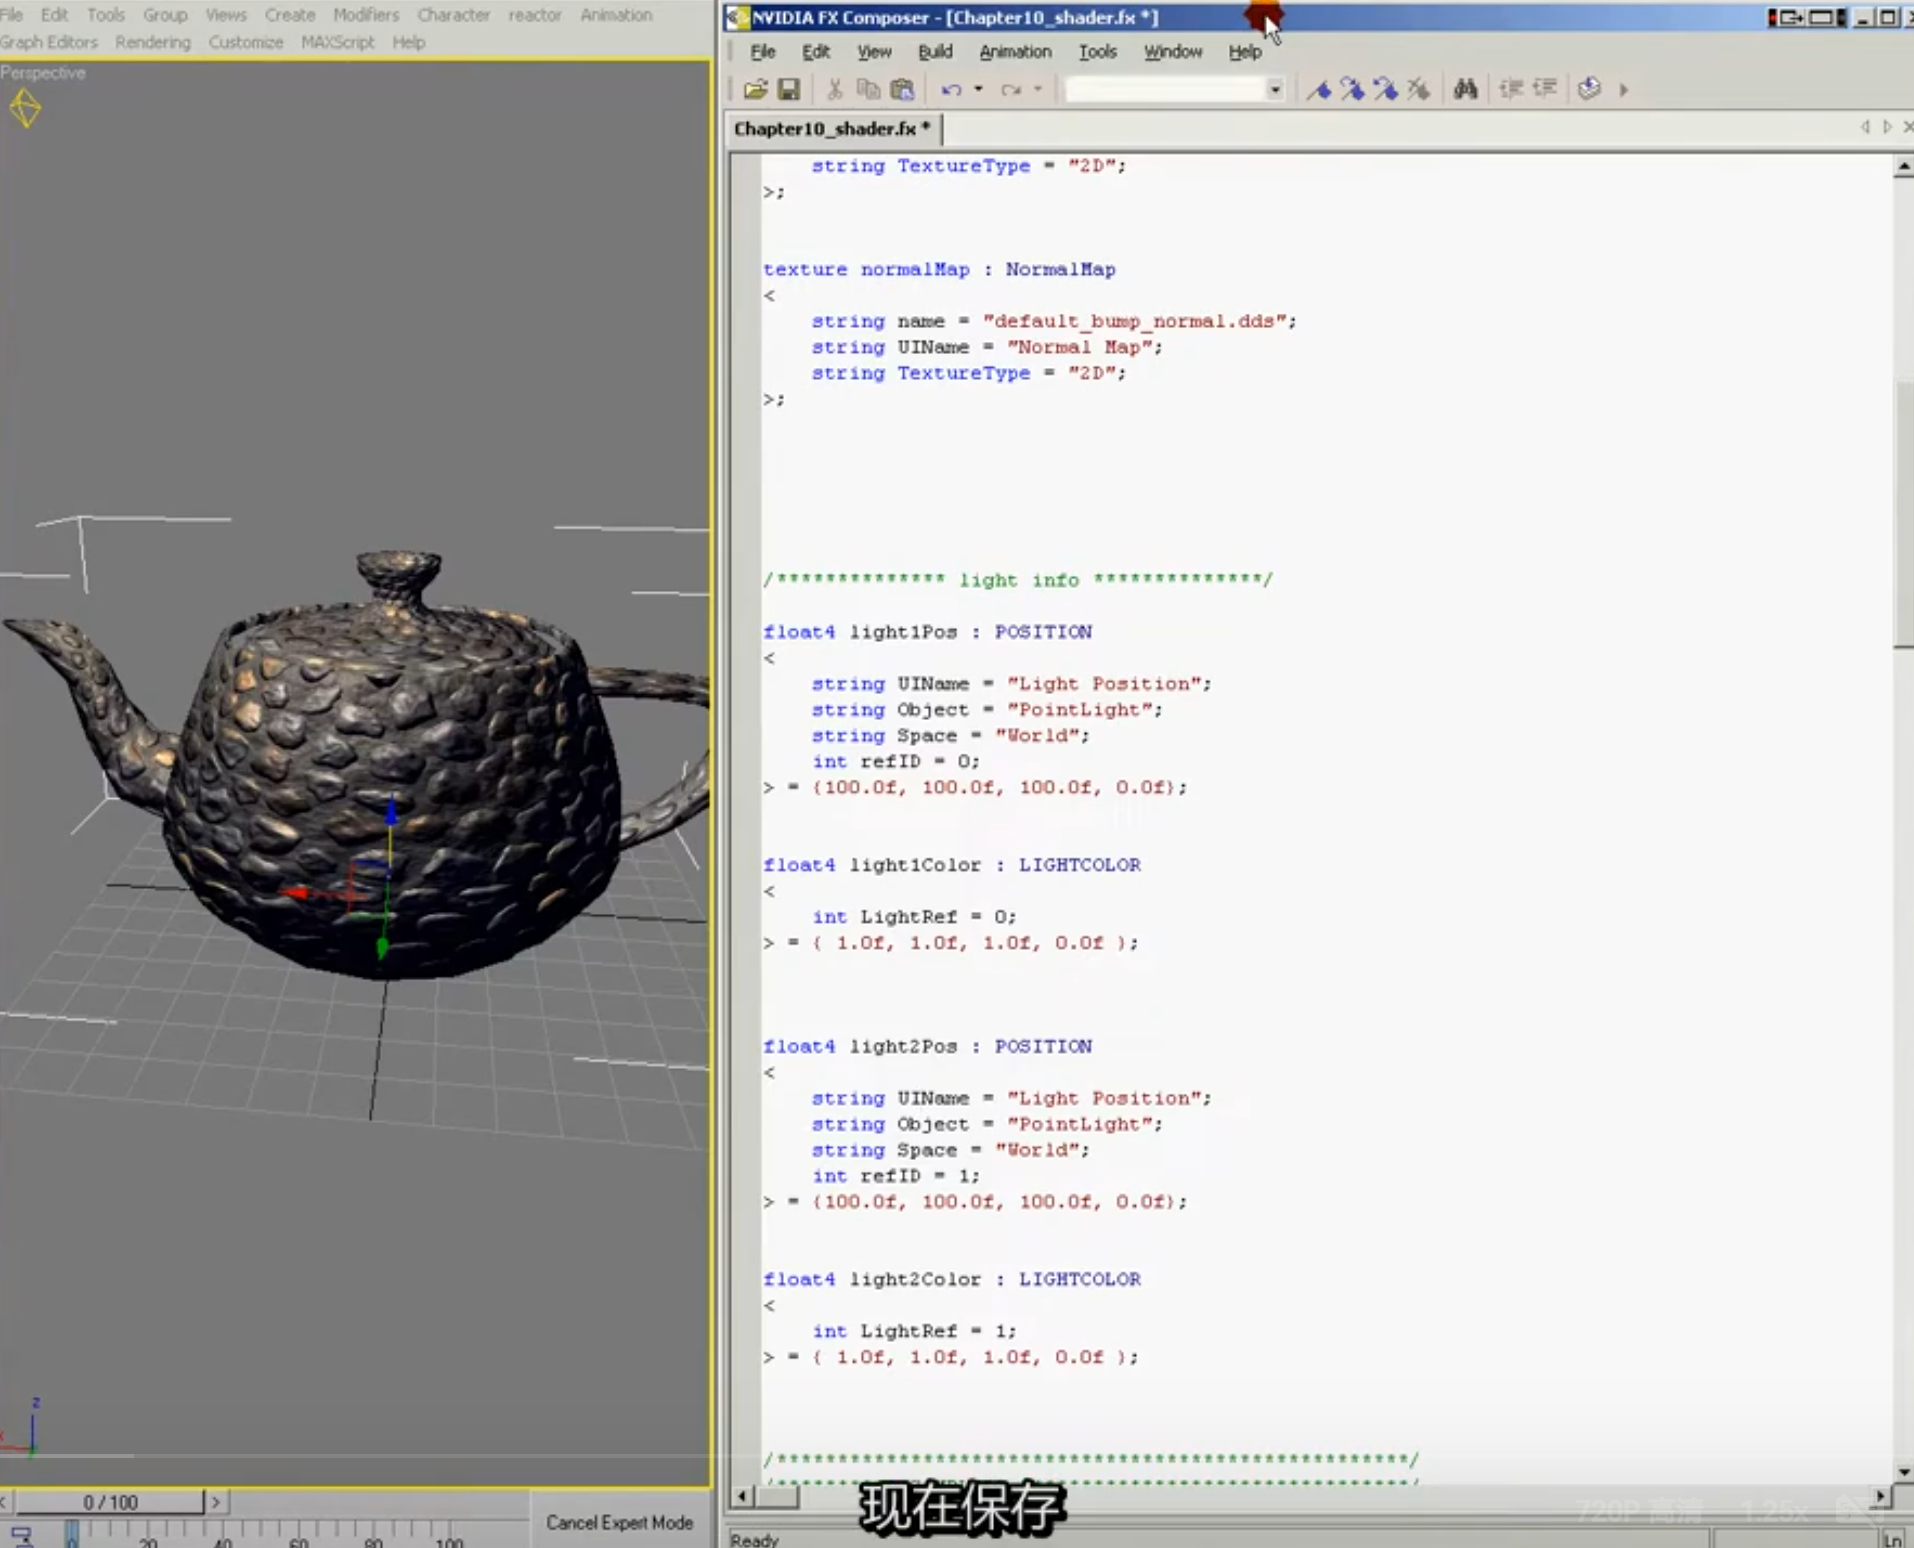 File Edit Tools Group Views Create Modifiers Character reactor Animation
Graph Editors Rendering Customize MAXScript Help
Perspective
z
x
0 / 100
0 20 40 60 80 100
Cancel Expert Mode
NVIDIA FX Composer - [Chapter10_shader.fx *]
File Edit View Build Animation Tools Window Help
Chapter10_shader.fx *
string TextureType = "2D";
>;
texture normalMap : NormalMap
<
string name = "default_bump_normal.dds";
string UIName = "Normal Map";
string TextureType = "2D";
>;
/************** light info **************/
float4 light1Pos : POSITION
<
string UIName = "Light Position";
string Object = "PointLight";
string Space = "World";
int refID = 0;
> = {100.0f, 100.0f, 100.0f, 0.0f};
float4 light1Color : LIGHTCOLOR
<
int LightRef = 0;
> = { 1.0f, 1.0f, 1.0f, 0.0f };
float4 light2Pos : POSITION
<
string UIName = "Light Position";
string Object = "PointLight";
string Space = "World";
int refID = 1;
> = {100.0f, 100.0f, 100.0f, 0.0f};
float4 light2Color : LIGHTCOLOR
<
int LightRef = 1;
> = { 1.0f, 1.0f, 1.0f, 0.0f };
/****************************************************/
现在保存
720P 高清 1.25x
Ready
Ln